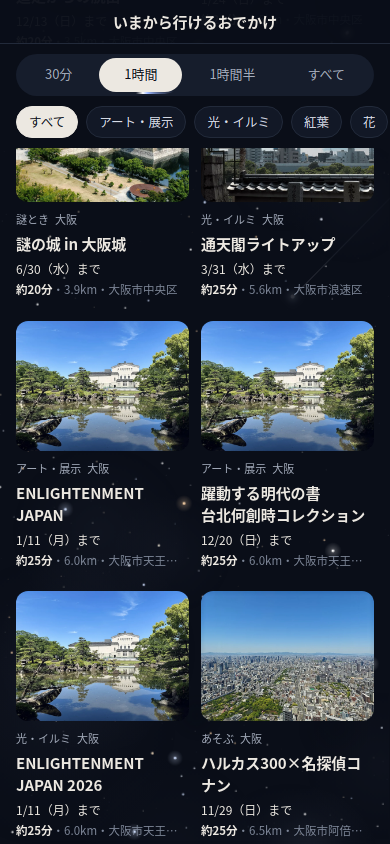 いまから行けるおでかけ
30分
1時間
1時間半
すべて
すべて
アート・展示
光・イルミ
紅葉
花
謎とき 大阪
謎の城 in 大阪城
6/30（水）まで
約20分・3.9km・大阪市中央区
光・イルミ 大阪
通天閣ライトアップ
3/31（水）まで
約25分・5.6km・大阪市浪速区
アート・展示 大阪
ENLIGHTENMENT
JAPAN
1/11（月）まで
約25分・6.0km・大阪市天王…
アート・展示 大阪
躍動する明代の書
台北何創時コレクション
12/20（日）まで
約25分・6.0km・大阪市天王…
光・イルミ 大阪
ENLIGHTENMENT
JAPAN 2026
1/11（月）まで
約25分・6.0km・大阪市天王…
あそぶ 大阪
ハルカス300×名探偵コ
ナン
11/29（日）まで
約25分・6.5km・大阪市阿倍…